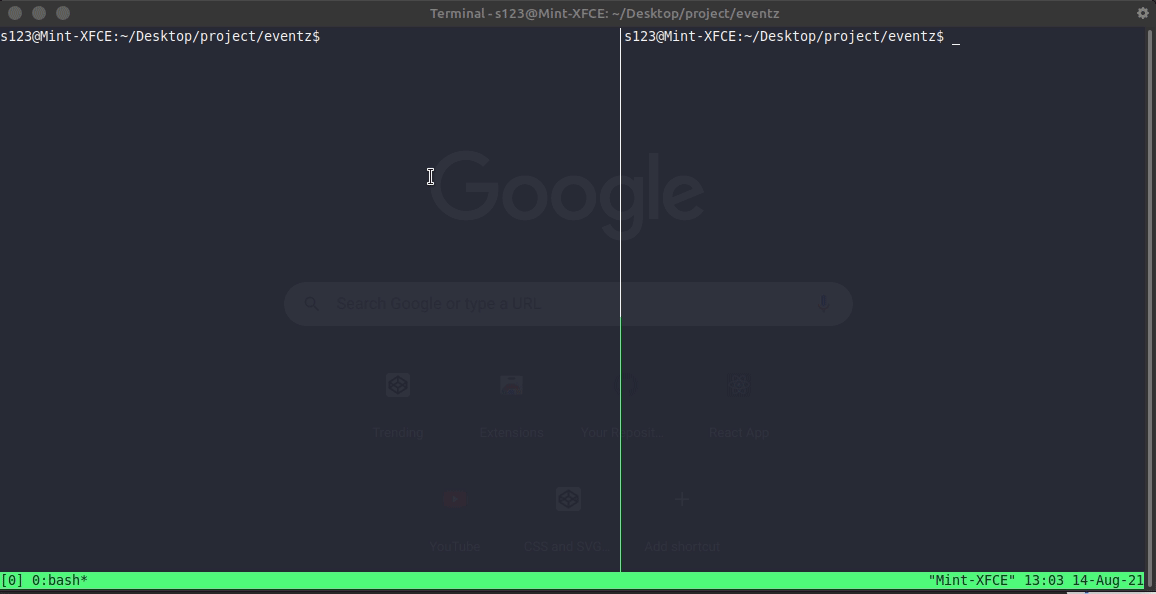 Terminal - s123@Mint-XFCE: ~/Desktop/project/eventz
s123@Mint-XFCE:~/Desktop/project/eventz$
s123@Mint-XFCE:~/Desktop/project/eventz$ _
Google
Search Google or type a URL
Trending
Extensions
Your Reposit...
React App
YouTube
CSS and SVG...
Add shortcut
[0] 0:bash*
"Mint-XFCE" 13:03 14-Aug-21